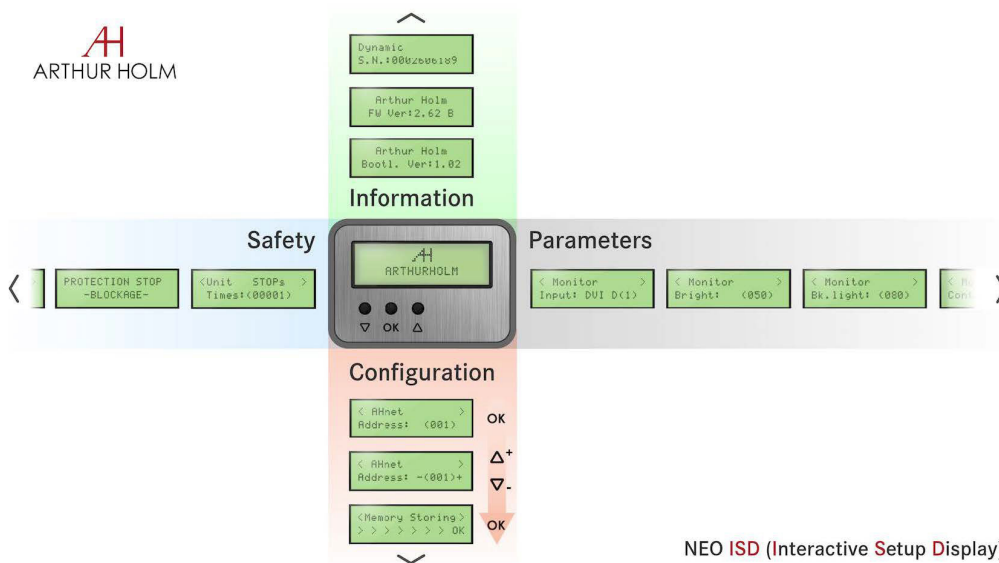 ARTHUR HOLM
Dynamic
S.N.:0002606189
Arthur Holm
FW Ver:2.62 B
Arthur Holm
Bootl. Ver:1.02
Information
Safety
Parameters
PROTECTION STOP
-BLOCKAGE-
<Unit STOPs >
Times:(00001)
AH
ARTHURHOLM
▽ OK △
< Monitor >
Input: DVI D(1)
< Monitor >
Bright: (050)
< Monitor >
Bk.light: (080)
Configuration
< AHnet >
Address: (001)
OK
< AHnet >
Address: -(001)+
△+
▽-
<Memory Storing>
> > > > > > > OK
OK
NEO ISD (Interactive Setup Display)